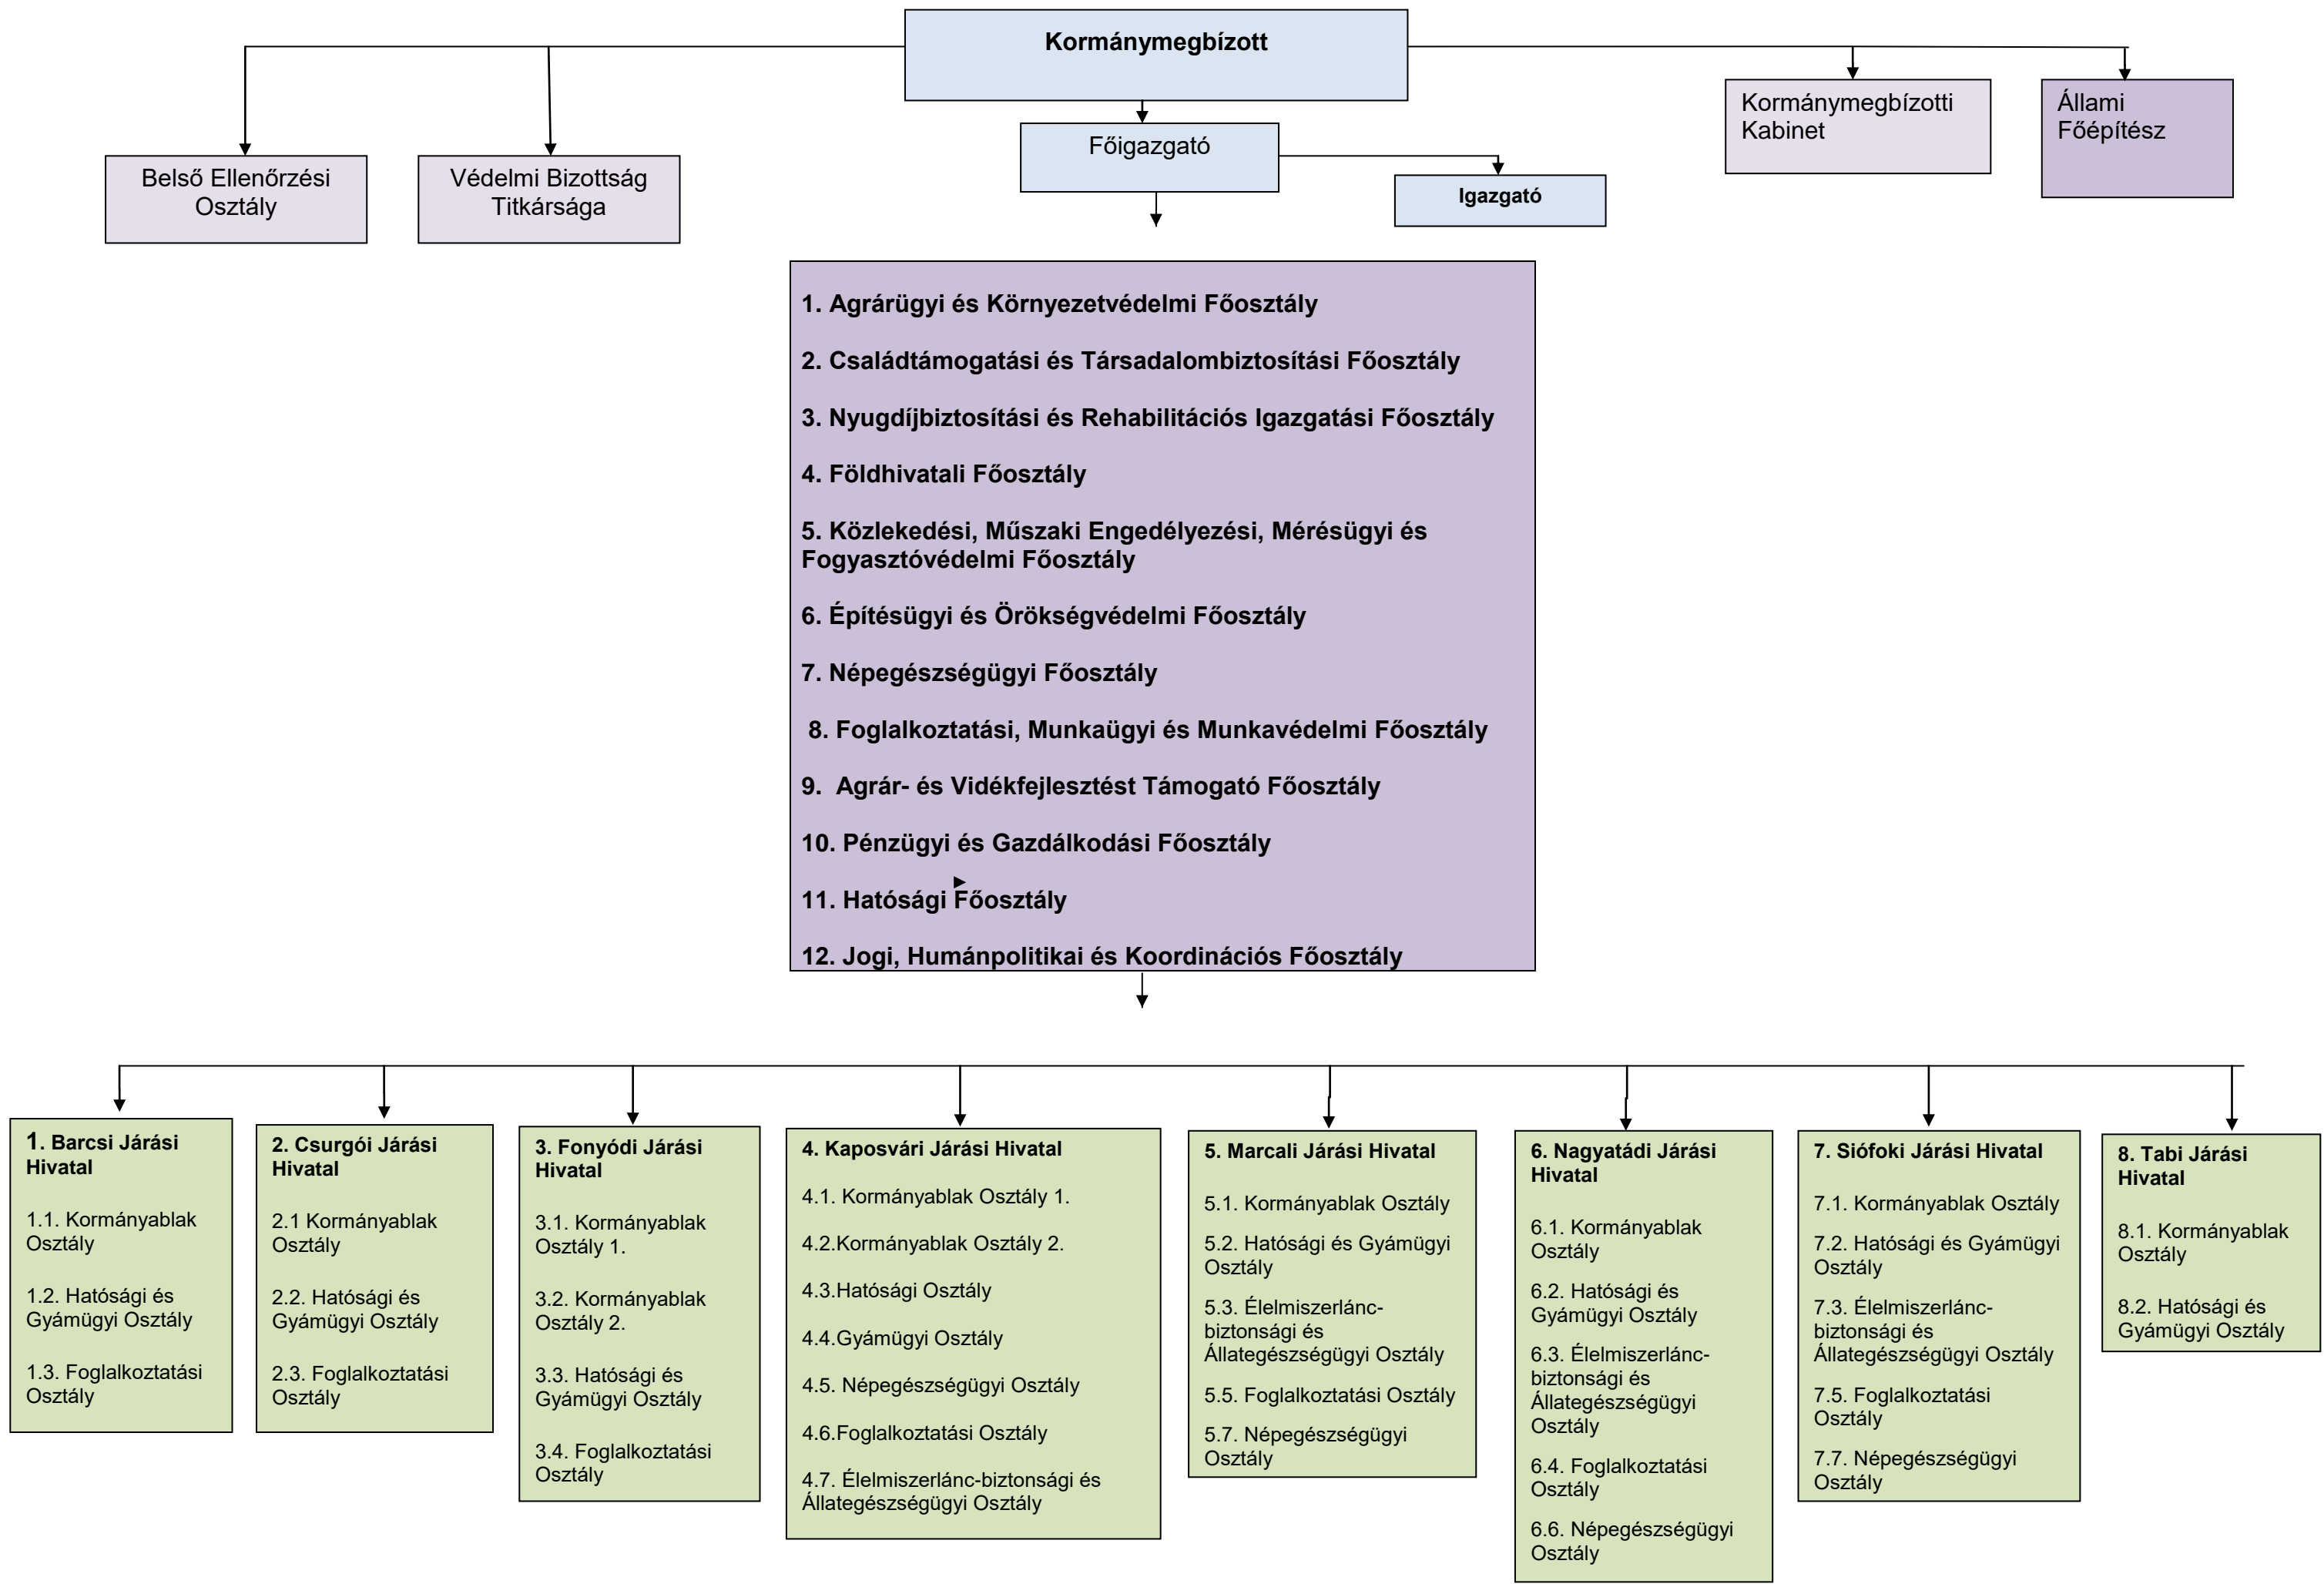 Kormánymegbízott
Kormánymegbízotti
Kabinet
Állami
Főépítész
Főigazgató
Igazgató
Belső Ellenőrzési
Osztály
Védelmi Bizottság
Titkársága
1. Agrárügyi és Környezetvédelmi Főosztály
2. Családtámogatási és Társadalombiztosítási Főosztály
3. Nyugdíjbiztosítási és Rehabilitációs Igazgatási Főosztály
4. Földhivatali Főosztály
5. Közlekedési, Műszaki Engedélyezési, Mérésügyi és
Fogyasztóvédelmi Főosztály
6. Építésügyi és Örökségvédelmi Főosztály
7. Népegészségügyi Főosztály
8. Foglalkoztatási, Munkaügyi és Munkavédelmi Főosztály
9. Agrár- és Vidékfejlesztést Támogató Főosztály
10. Pénzügyi és Gazdálkodási Főosztály
11. Hatósági Főosztály
12. Jogi, Humánpolitikai és Koordinációs Főosztály
1. Barcsi Járási
Hivatal
1.1. Kormányablak
Osztály
1.2. Hatósági és
Gyámügyi Osztály
1.3. Foglalkoztatási
Osztály
2. Csurgói Járási
Hivatal
2.1 Kormányablak
Osztály
2.2. Hatósági és
Gyámügyi Osztály
2.3. Foglalkoztatási
Osztály
3. Fonyódi Járási
Hivatal
3.1. Kormányablak
Osztály 1.
3.2. Kormányablak
Osztály 2.
3.3. Hatósági és
Gyámügyi Osztály
3.4. Foglalkoztatási
Osztály
4. Kaposvári Járási Hivatal
4.1. Kormányablak Osztály 1.
4.2.Kormányablak Osztály 2.
4.3.Hatósági Osztály
4.4.Gyámügyi Osztály
4.5. Népegészségügyi Osztály
4.6.Foglalkoztatási Osztály
4.7. Élelmiszerlánc-biztonsági és
Állategészségügyi Osztály
5. Marcali Járási Hivatal
5.1. Kormányablak Osztály
5.2. Hatósági és Gyámügyi
Osztály
5.3. Élelmiszerlánc-
biztonsági és
Állategészségügyi Osztály
5.5. Foglalkoztatási Osztály
5.7. Népegészségügyi
Osztály
6. Nagyatádi Járási
Hivatal
6.1. Kormányablak
Osztály
6.2. Hatósági és
Gyámügyi Osztály
6.3. Élelmiszerlánc-
biztonsági és
Állategészségügyi
Osztály
6.4. Foglalkoztatási
Osztály
6.6. Népegészségügyi
Osztály
7. Siófoki Járási Hivatal
7.1. Kormányablak Osztály
7.2. Hatósági és Gyámügyi
Osztály
7.3. Élelmiszerlánc-
biztonsági és
Állategészségügyi Osztály
7.5. Foglalkoztatási
Osztály
7.7. Népegészségügyi
Osztály
8. Tabi Járási
Hivatal
8.1. Kormányablak
Osztály
8.2. Hatósági és
Gyámügyi Osztály